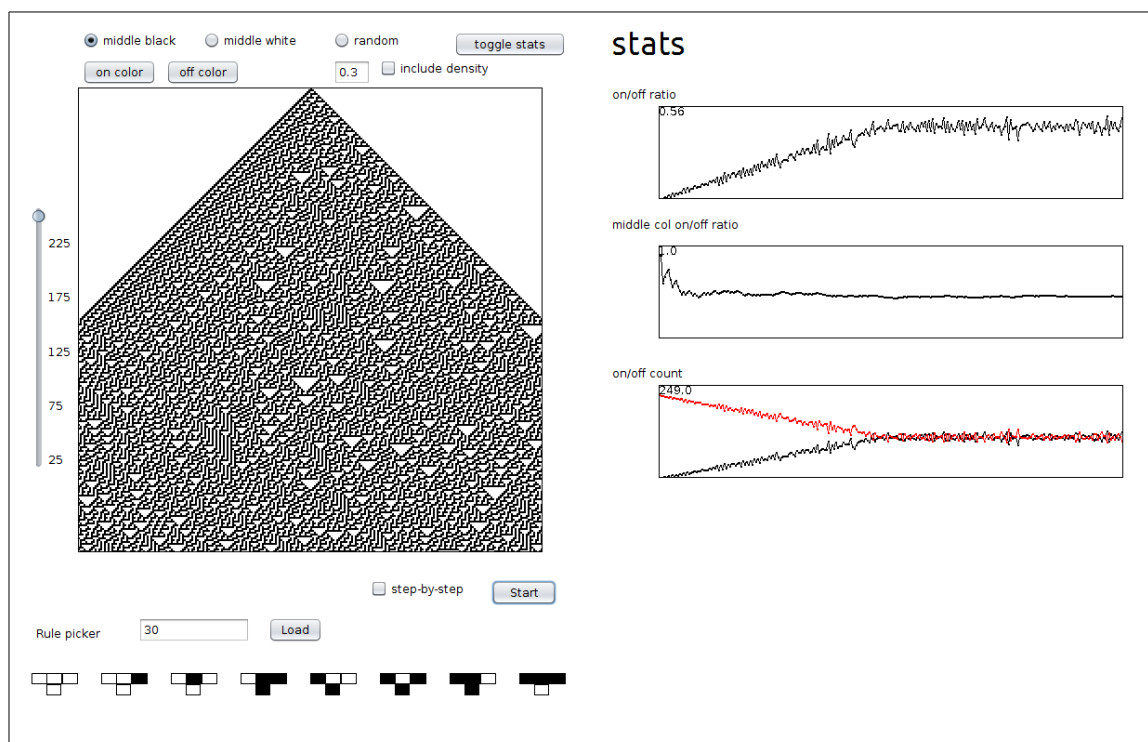 middle black
middle white
random
toggle stats
on color
off color
0.3
include density
225
175
125
75
25
step-by-step
Start
Rule picker
30
Load
stats
on/off ratio
0.56
middle col on/off ratio
1.0
on/off count
249.0